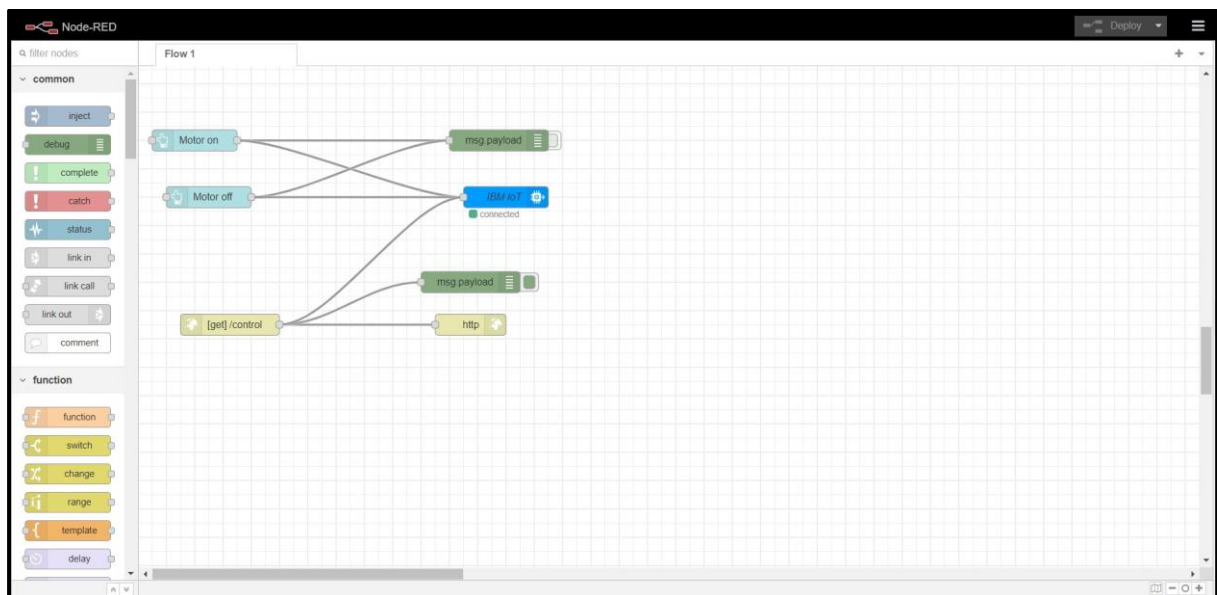 Node-RED
Deploy
filter nodes
Flow 1
common
inject
debug
complete
catch
status
link in
link call
link out
comment
function
function
switch
change
range
template
delay
Motor on
msg.payload
Motor off
IBM IoT
connected
msg.payload
[get] /control
http